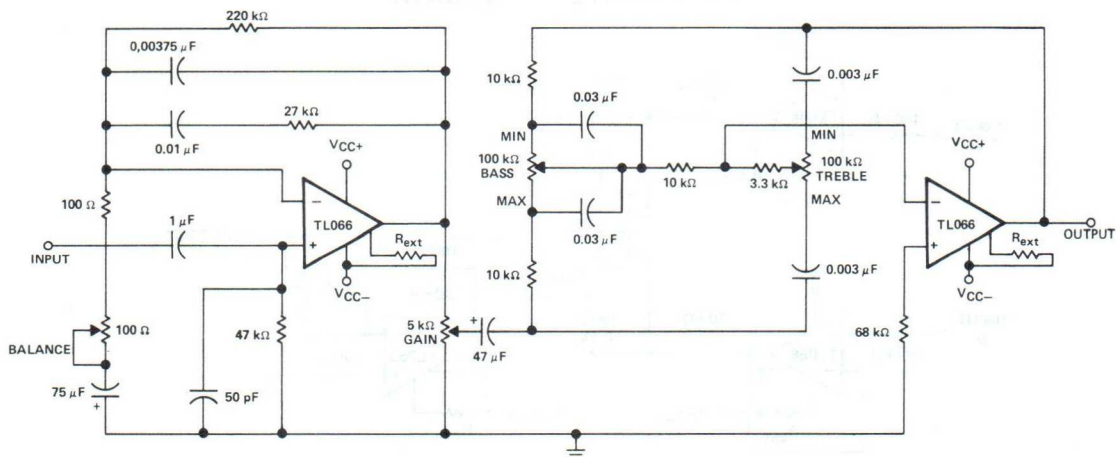 220 kΩ
0,00375 μF
27 kΩ
0.01 μF
VCC+
100 Ω
TL066
−
+
1 μF
INPUT
Rext
VCC−
100 Ω
BALANCE
47 kΩ
5 kΩ
GAIN
+
47 μF
75 μF
+
50 pF
10 kΩ
0.03 μF
0.003 μF
MIN
100 kΩ
BASS
MAX
10 kΩ
3.3 kΩ
MIN
100 kΩ
TREBLE
MAX
0.03 μF
10 kΩ
0.003 μF
VCC+
−
TL066
+
OUTPUT
Rext
VCC−
68 kΩ